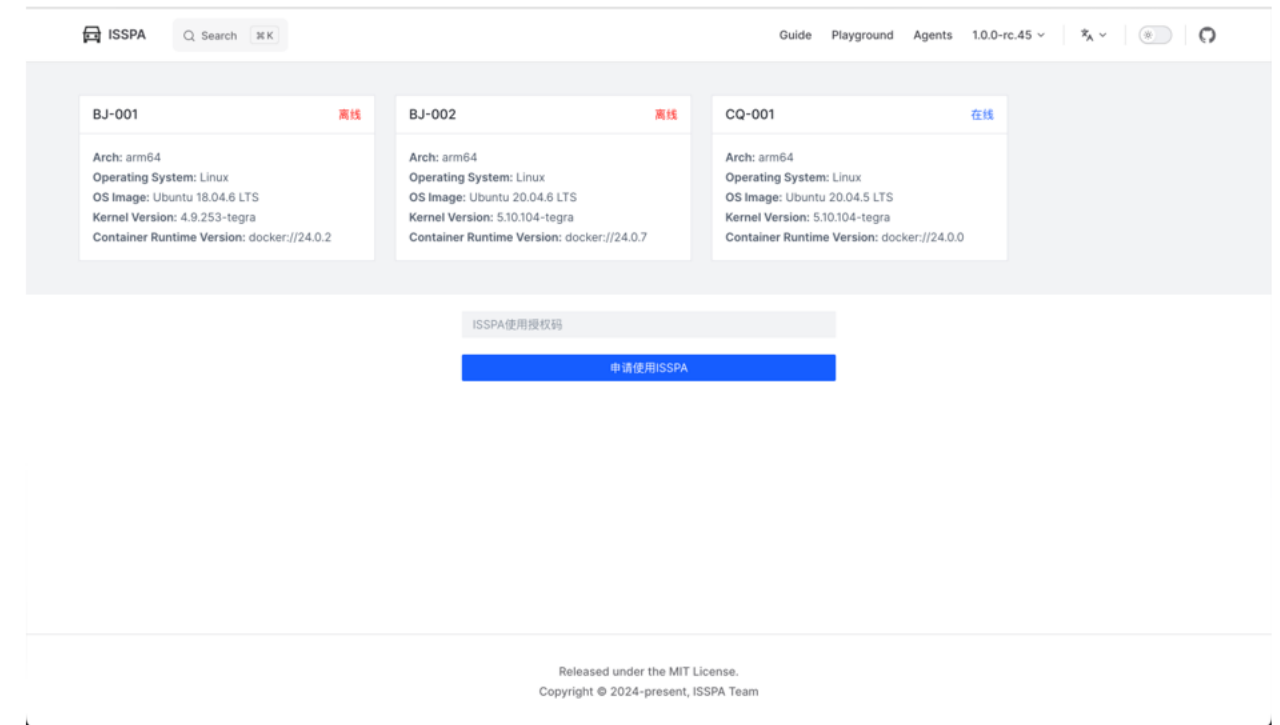 ISSPA Search ⌘ K Guide Playground Agents 1.0.0-rc.45
BJ-001 离线
Arch: arm64
Operating System: Linux
OS Image: Ubuntu 18.04.6 LTS
Kernel Version: 4.9.253-tegra
Container Runtime Version: docker://24.0.2
BJ-002 离线
Arch: arm64
Operating System: Linux
OS Image: Ubuntu 20.04.6 LTS
Kernel Version: 5.10.104-tegra
Container Runtime Version: docker://24.0.7
CQ-001 在线
Arch: arm64
Operating System: Linux
OS Image: Ubuntu 20.04.5 LTS
Kernel Version: 5.10.104-tegra
Container Runtime Version: docker://24.0.0
ISSPA使用授权码
申请使用ISSPA
Released under the MIT License.
Copyright © 2024-present, ISSPA Team